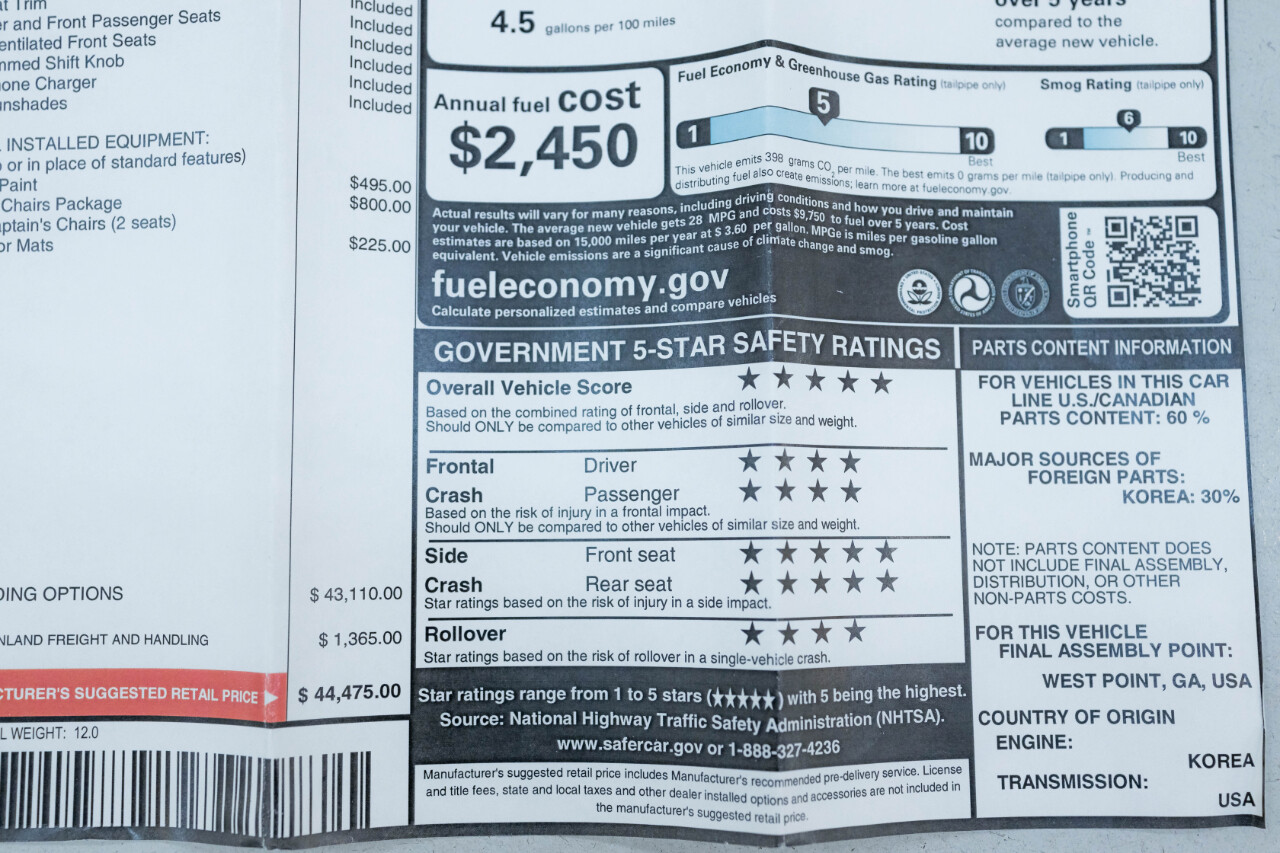 at Trim
Included
er and Front Passenger Seats
Included
entilated Front Seats
Included
mmed Shift Knob
Included
one Charger
Included
unshades
Included
INSTALLED EQUIPMENT:
o or in place of standard features)
Paint
$495.00
Chairs Package
$800.00
aptain's Chairs (2 seats)
or Mats
$225.00
DING OPTIONS
$ 43,110.00
NLAND FREIGHT AND HANDLING
$ 1,365.00
CTURER'S SUGGESTED RETAIL PRICE
$ 44,475.00
L WEIGHT: 12.0
4.5 gallons per 100 miles
over 5 years
compared to the
average new vehicle.
Annual fuel cost
$2,450
Fuel Economy & Greenhouse Gas Rating (tailpipe only)
1
5
10
Best
Smog Rating (tailpipe only)
1
6
10
Best
This vehicle emits 398 grams CO2 per mile. The best emits 0 grams per mile (tailpipe only). Producing and
distributing fuel also create emissions; learn more at fueleconomy.gov.
Actual results will vary for many reasons, including driving conditions and how you drive and maintain
your vehicle. The average new vehicle gets 28 MPG and costs $9,750 to fuel over 5 years. Cost
estimates are based on 15,000 miles per year at $ 3.60 per gallon. MPGe is miles per gasoline gallon
equivalent. Vehicle emissions are a significant cause of climate change and smog.
fueleconomy.gov
Calculate personalized estimates and compare vehicles
Smartphone
QR Code ™
GOVERNMENT 5-STAR SAFETY RATINGS
Overall Vehicle Score ★ ★ ★ ★ ★
Based on the combined rating of frontal, side and rollover.
Should ONLY be compared to other vehicles of similar size and weight.
Frontal Driver ★ ★ ★ ★
Crash Passenger ★ ★ ★ ★
Based on the risk of injury in a frontal impact.
Should ONLY be compared to other vehicles of similar size and weight.
Side Front seat ★ ★ ★ ★ ★
Crash Rear seat ★ ★ ★ ★ ★
Star ratings based on the risk of injury in a side impact.
Rollover ★ ★ ★ ★
Star ratings based on the risk of rollover in a single-vehicle crash.
Star ratings range from 1 to 5 stars (★★★★★) with 5 being the highest.
Source: National Highway Traffic Safety Administration (NHTSA).
www.safercar.gov or 1-888-327-4236
Manufacturer's suggested retail price includes Manufacturer's recommended pre-delivery service. License
and title fees, state and local taxes and other dealer installed options and accessories are not included in
the manufacturer's suggested retail price.
PARTS CONTENT INFORMATION
FOR VEHICLES IN THIS CAR
LINE U.S./CANADIAN
PARTS CONTENT: 60 %
MAJOR SOURCES OF
FOREIGN PARTS:
KOREA: 30%
NOTE: PARTS CONTENT DOES
NOT INCLUDE FINAL ASSEMBLY,
DISTRIBUTION, OR OTHER
NON-PARTS COSTS.
FOR THIS VEHICLE
FINAL ASSEMBLY POINT:
WEST POINT, GA, USA
COUNTRY OF ORIGIN
ENGINE:
KOREA
TRANSMISSION:
USA